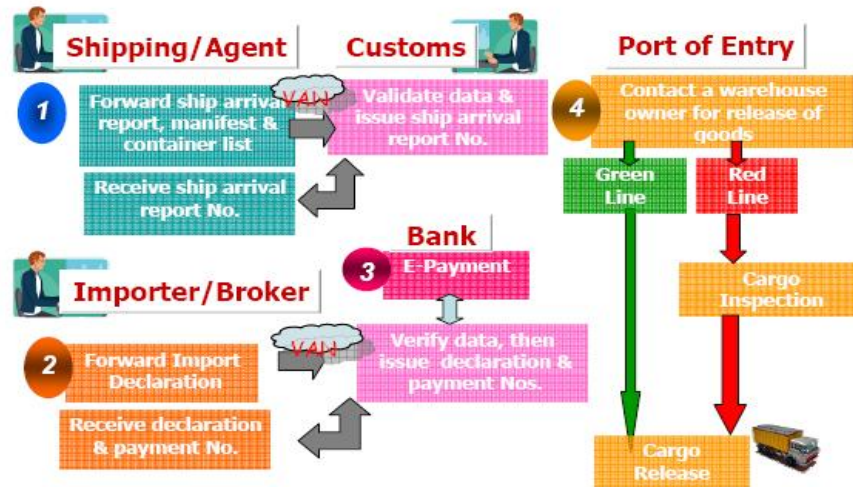 Shipping/Agent
Customs
Port of Entry
1
Forward ship arrival
report, manifest &
container list
VAN
Validate data &
issue ship arrival
report No.
4
Contact a warehouse
owner for release of
goods
Receive ship arrival
report No.
Green
Line
Red
Line
Bank
3
E-Payment
Importer/Broker
Cargo
Inspection
2
Forward Import
Declaration
VAN
Verify data, then
issue declaration &
payment Nos.
Receive declaration
& payment No.
Cargo
Release